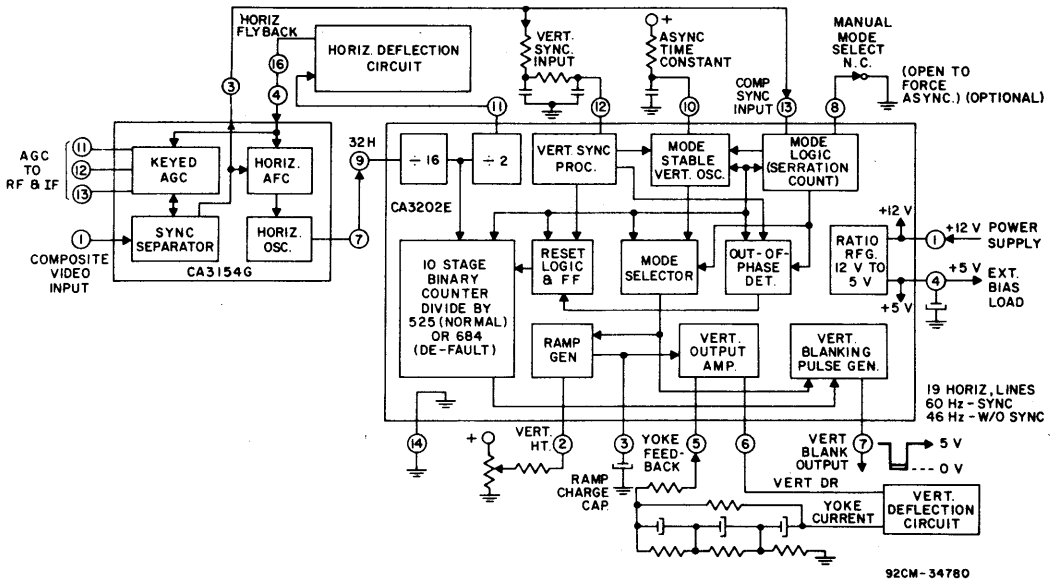 HORIZ
FLYBACK
HORIZ. DEFLECTION
CIRCUIT
VERT.
SYNC.
INPUT
+
ASYNC
TIME
CONSTANT
MANUAL
MODE
SELECT
N.C.
(OPEN TO
FORCE
ASYNC.) (OPTIONAL)
COMP
SYNC
INPUT
3
16
4
11
12
10
13
8
AGC
TO
RF & IF
11
12
13
KEYED
AGC
HORIZ.
AFC
SYNC
SEPARATOR
HORIZ.
OSC.
CA3154G
1
COMPOSITE
VIDEO
INPUT
7
32H
9
÷ 16
÷ 2
CA3202E
VERT. SYNC
PROC.
MODE
STABLE
VERT. OSC.
MODE
LOGIC
(SERRATION
COUNT)
10 STAGE
BINARY
COUNTER
DIVIDE BY
525 (NORMAL)
OR 684
(DE-FAULT)
RESET
LOGIC
& FF
MODE
SELECTOR
OUT-OF-
PHASE
DET.
RATIO
RFG.
12 V TO
5 V
+12 V
1
+12 V
POWER
SUPPLY
+5 V
4
+5 V
EXT.
BIAS
LOAD
RAMP
GEN
VERT.
OUTPUT
AMP.
VERT.
BLANKING
PULSE GEN.
19 HORIZ, LINES
60 Hz - SYNC
46 Hz - W/O SYNC
14
+
VERT.
HT.
2
3
RAMP
CHARGE
CAP.
YOKE
FEED-
BACK
5
6
VERT
BLANK
OUTPUT
7
5 V
0 V
VERT DR
YOKE
CURRENT
VERT.
DEFLECTION
CIRCUIT
92CM-34780